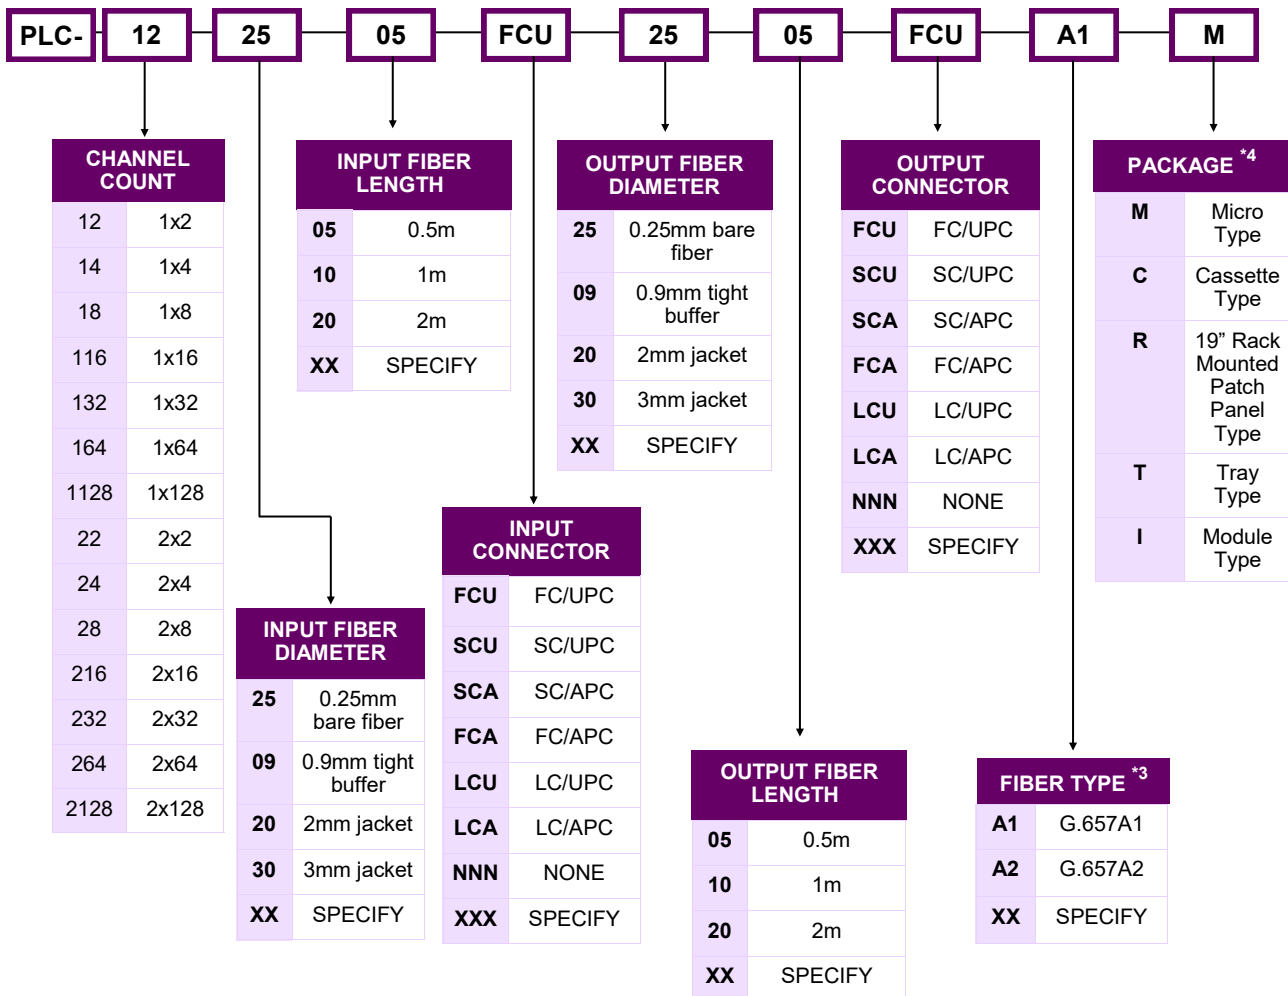 PLC- 12 25 05 FCU 25 05 FCU A1 M
CHANNEL
COUNT
12 1x2
14 1x4
18 1x8
116 1x16
132 1x32
164 1x64
1128 1x128
22 2x2
24 2x4
28 2x8
216 2x16
232 2x32
264 2x64
2128 2x128
INPUT FIBER
DIAMETER
25 0.25mm
bare fiber
09 0.9mm tight
buffer
20 2mm jacket
30 3mm jacket
XX SPECIFY
INPUT FIBER
LENGTH
05 0.5m
10 1m
20 2m
XX SPECIFY
INPUT
CONNECTOR
FCU FC/UPC
SCU SC/UPC
SCA SC/APC
FCA FC/APC
LCU LC/UPC
LCA LC/APC
NNN NONE
XXX SPECIFY
OUTPUT FIBER
DIAMETER
25 0.25mm bare
fiber
09 0.9mm tight
buffer
20 2mm jacket
30 3mm jacket
XX SPECIFY
OUTPUT FIBER
LENGTH
05 0.5m
10 1m
20 2m
XX SPECIFY
OUTPUT
CONNECTOR
FCU FC/UPC
SCU SC/UPC
SCA SC/APC
FCA FC/APC
LCU LC/UPC
LCA LC/APC
NNN NONE
XXX SPECIFY
FIBER TYPE *3
A1 G.657A1
A2 G.657A2
XX SPECIFY
PACKAGE *4
M Micro
Type
C Cassette
Type
R 19” Rack
Mounted
Patch
Panel
Type
T Tray
Type
I Module
Type